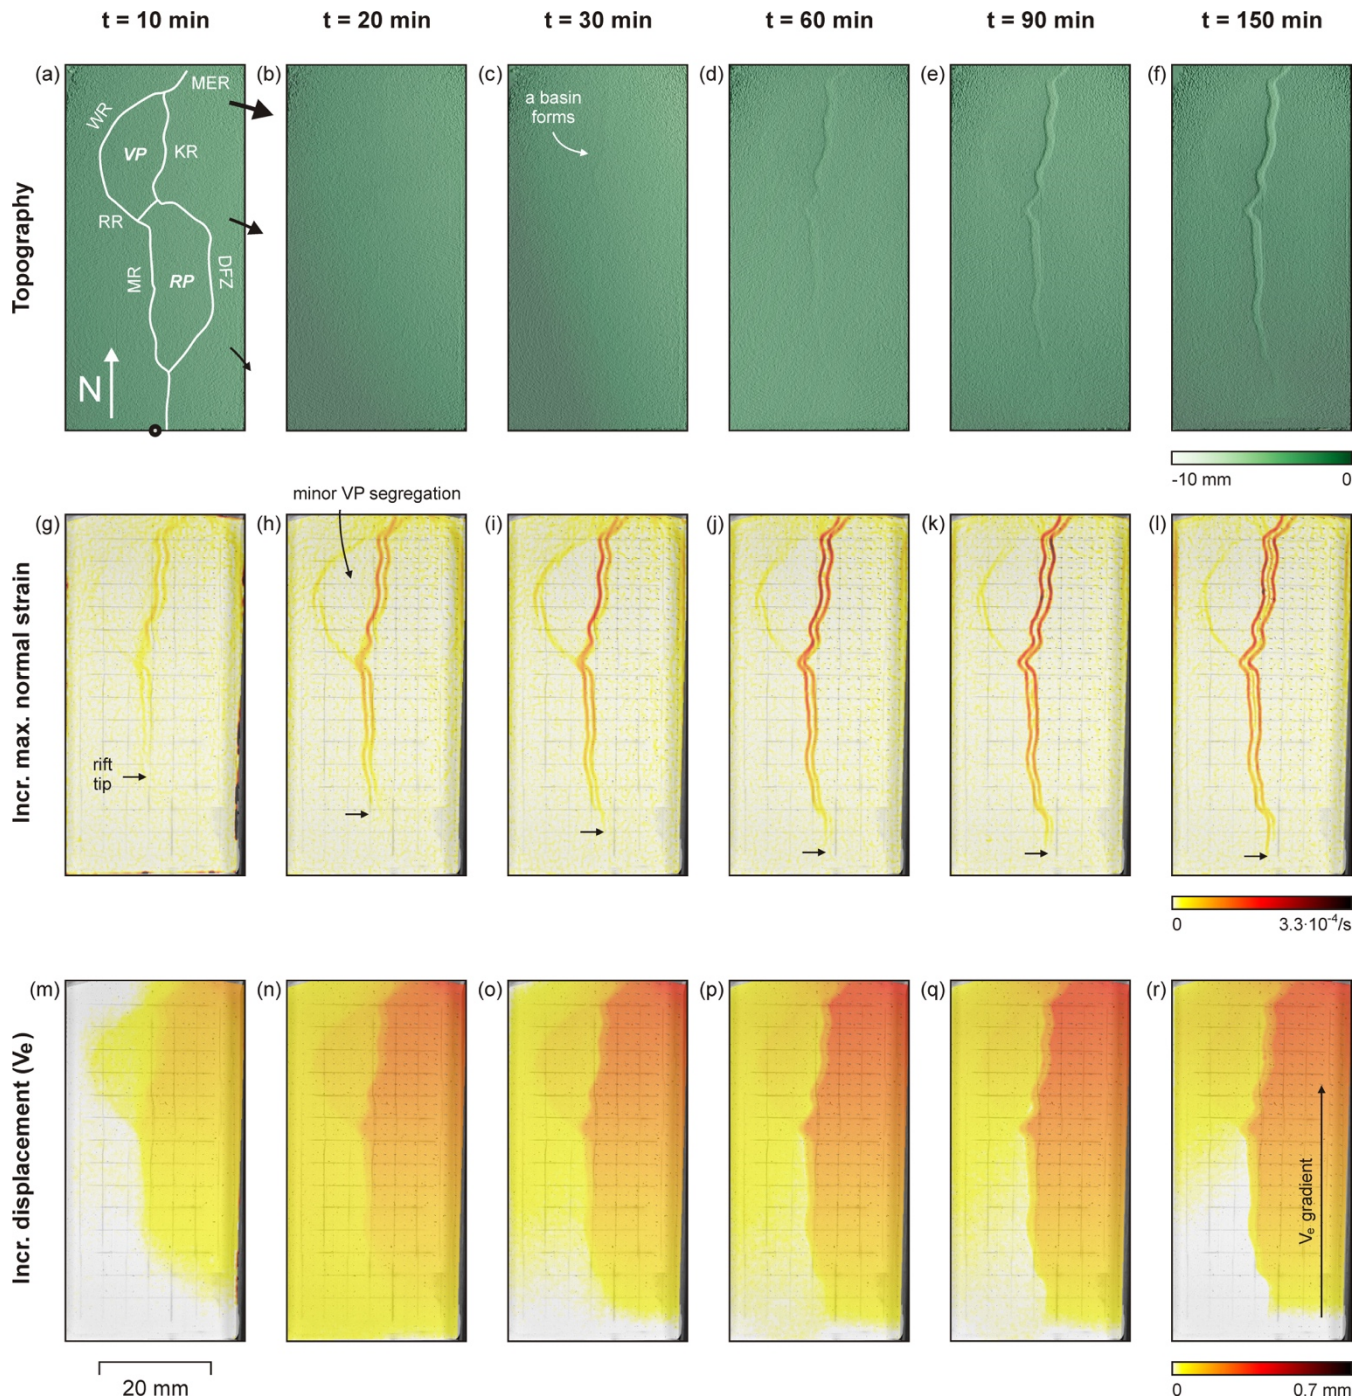 t = 10 min
t = 20 min
t = 30 min
t = 60 min
t = 90 min
t = 150 min
Topography
(a)
(b)
(c)
(d)
(e)
(f)
MER
WR
VP
KR
RR
MR
RP
DFZ
N
a basin
forms
-10 mm
0
Incr. max. normal strain
minor VP segregation
(g)
(h)
(i)
(j)
(k)
(l)
rift
tip
0
3.3·10⁻⁴/s
Incr. displacement (Vₑ)
(m)
(n)
(o)
(p)
(q)
(r)
Vₑ gradient
20 mm
0
0.7 mm